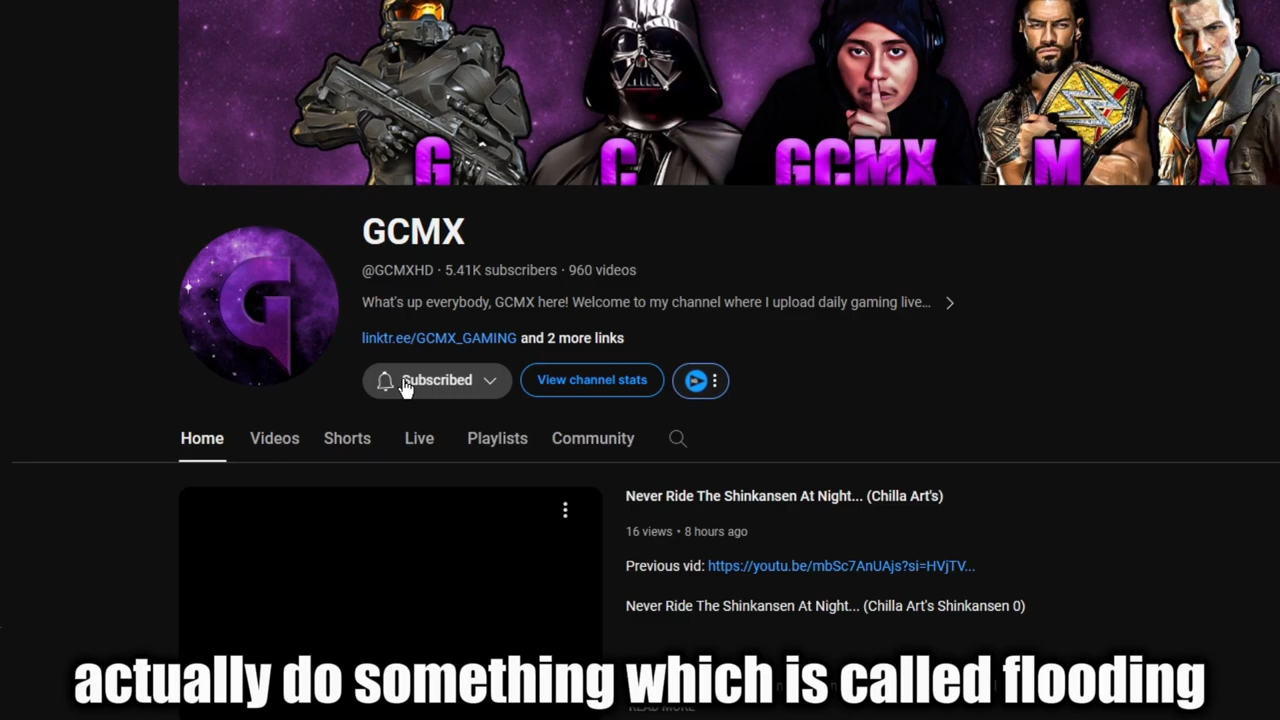 G C GCMX M X
GCMX
@GCMXHD · 5.41K subscribers · 960 videos
What's up everybody, GCMX here! Welcome to my channel where I upload daily gaming live...
linktr.ee/GCMX_GAMING and 2 more links
Subscribed
View channel stats
Home Videos Shorts Live Playlists Community
Never Ride The Shinkansen At Night... (Chilla Art's)
16 views • 8 hours ago
Previous vid: https://youtu.be/mbSc7AnUAjs?si=HVjTV...
Never Ride The Shinkansen At Night... (Chilla Art's Shinkansen 0)
actually do something which is called flooding
READ MORE